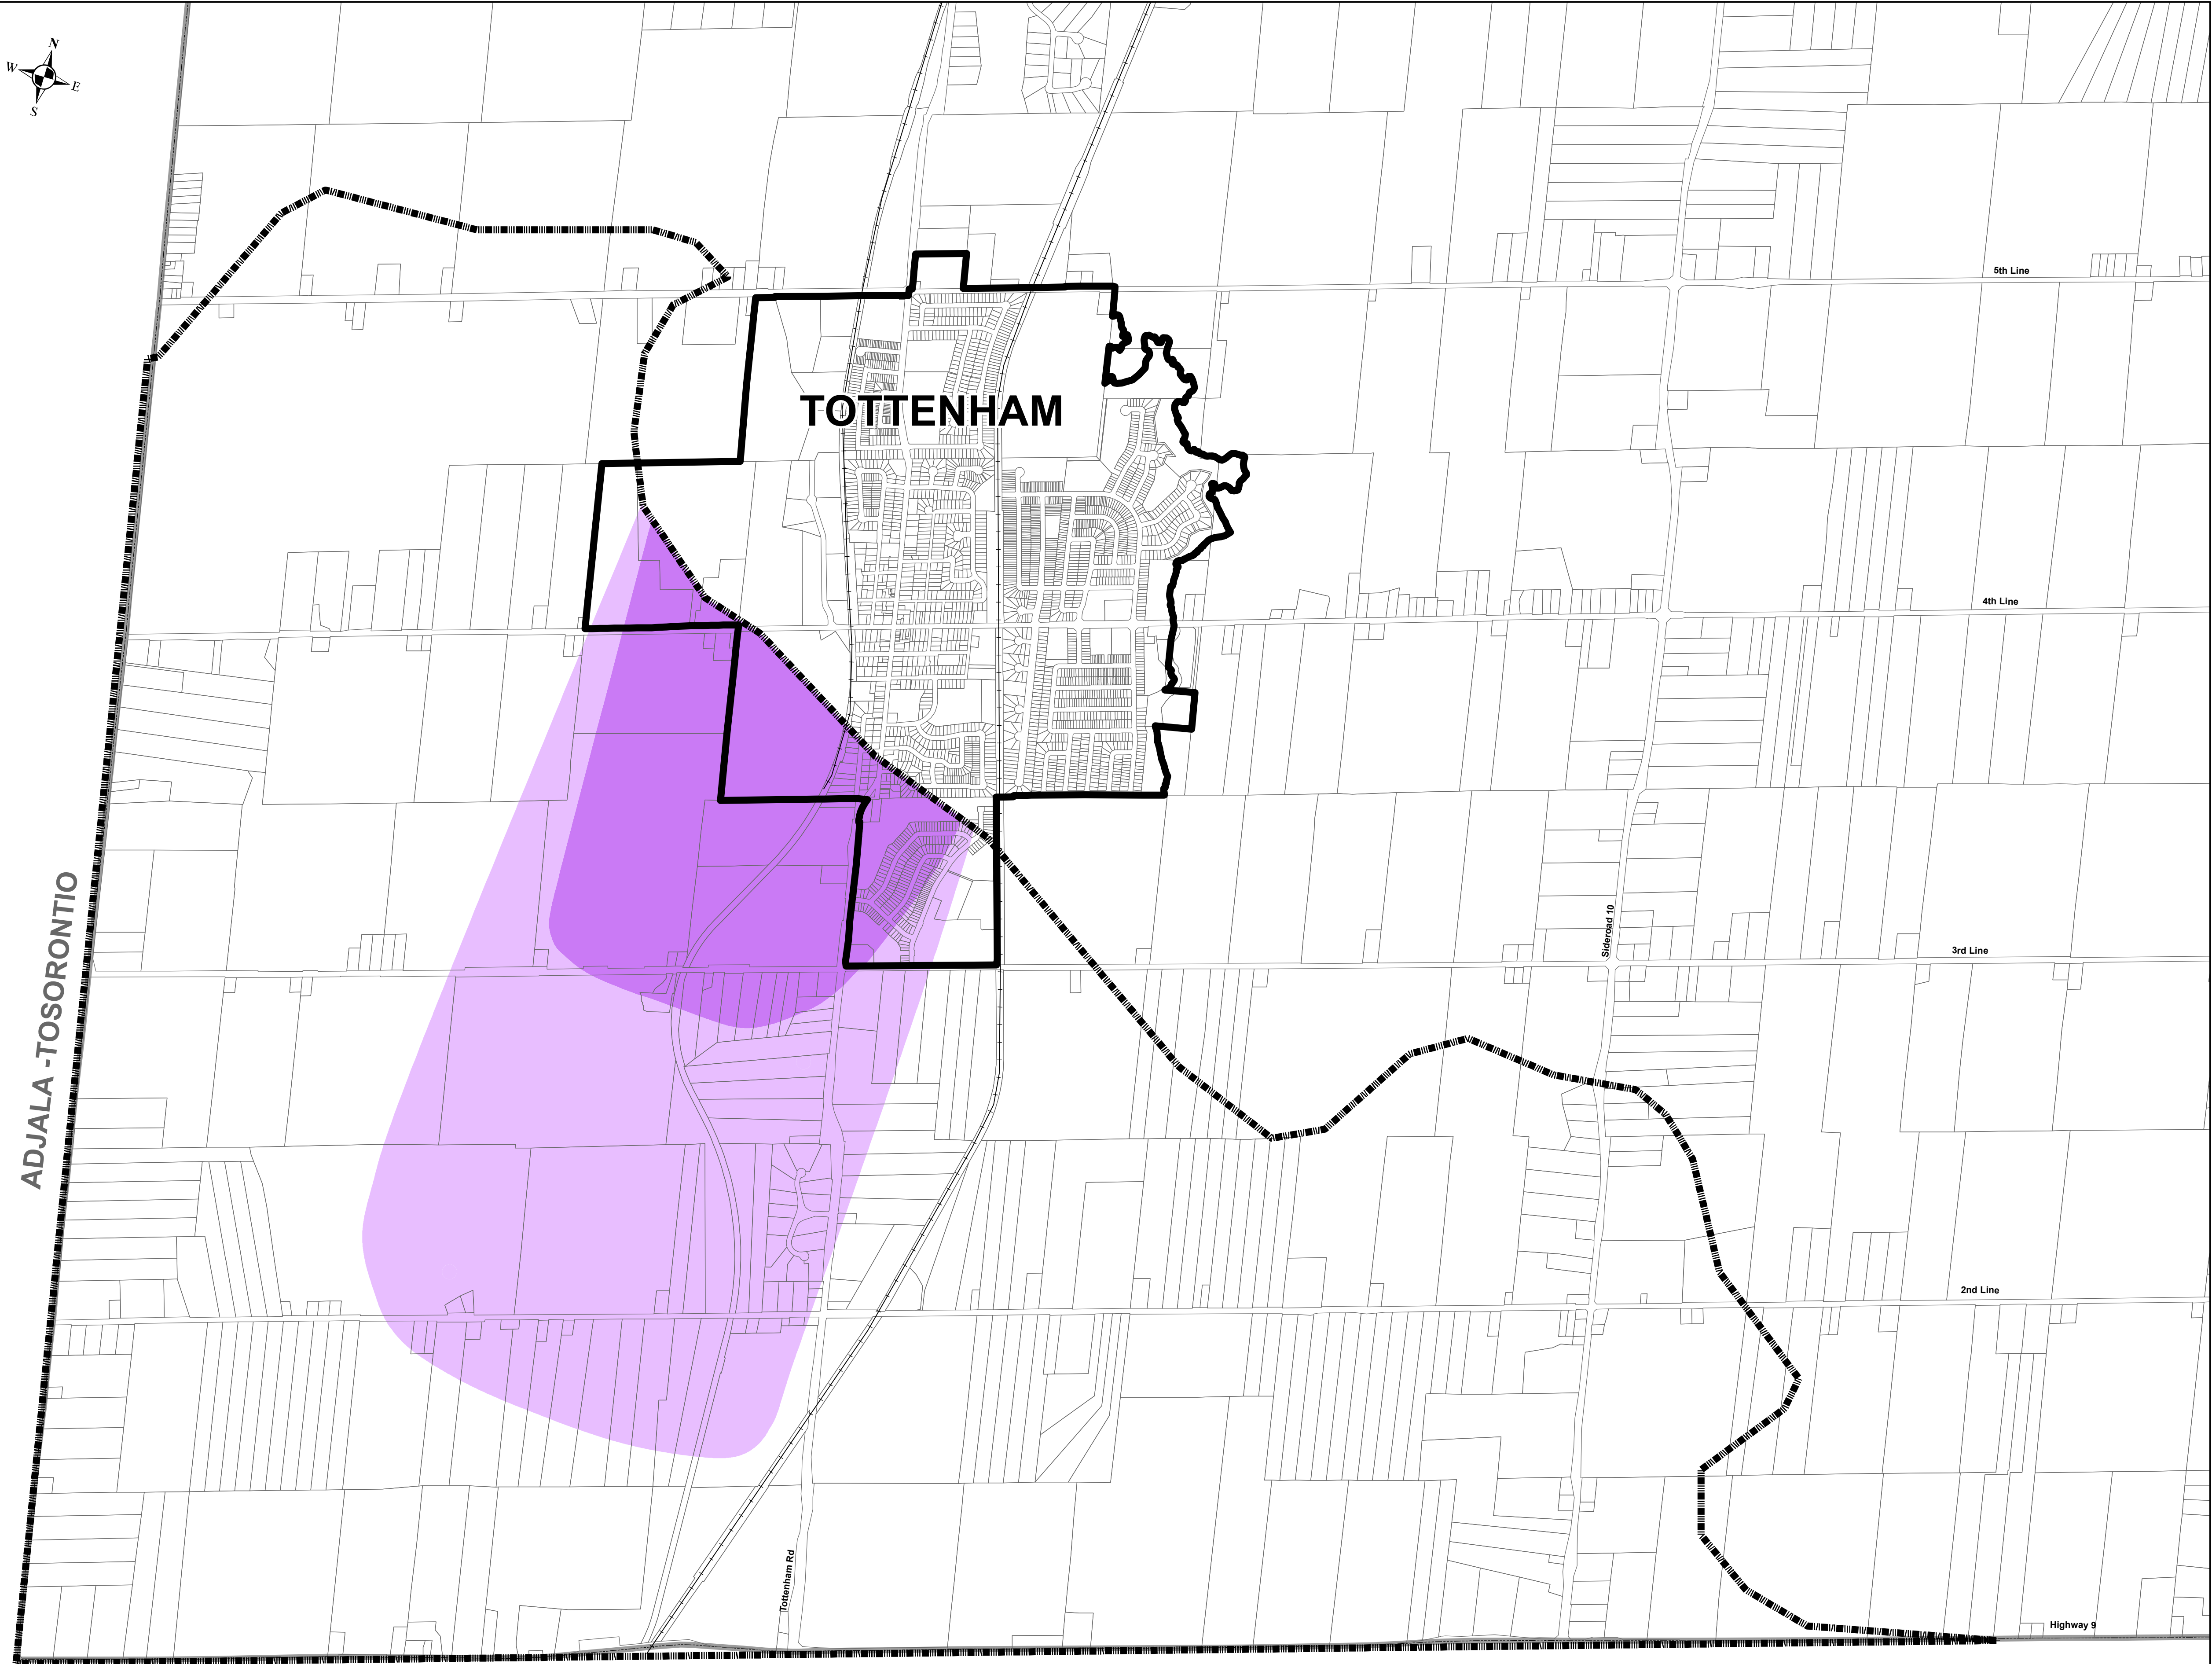 N
W
E
S
5th Line
TOTTENHAM
4th Line
ADJALA -TOSORONTIO
Sideroad 10
3rd Line
2nd Line
Tottenham Rd
Highway 9